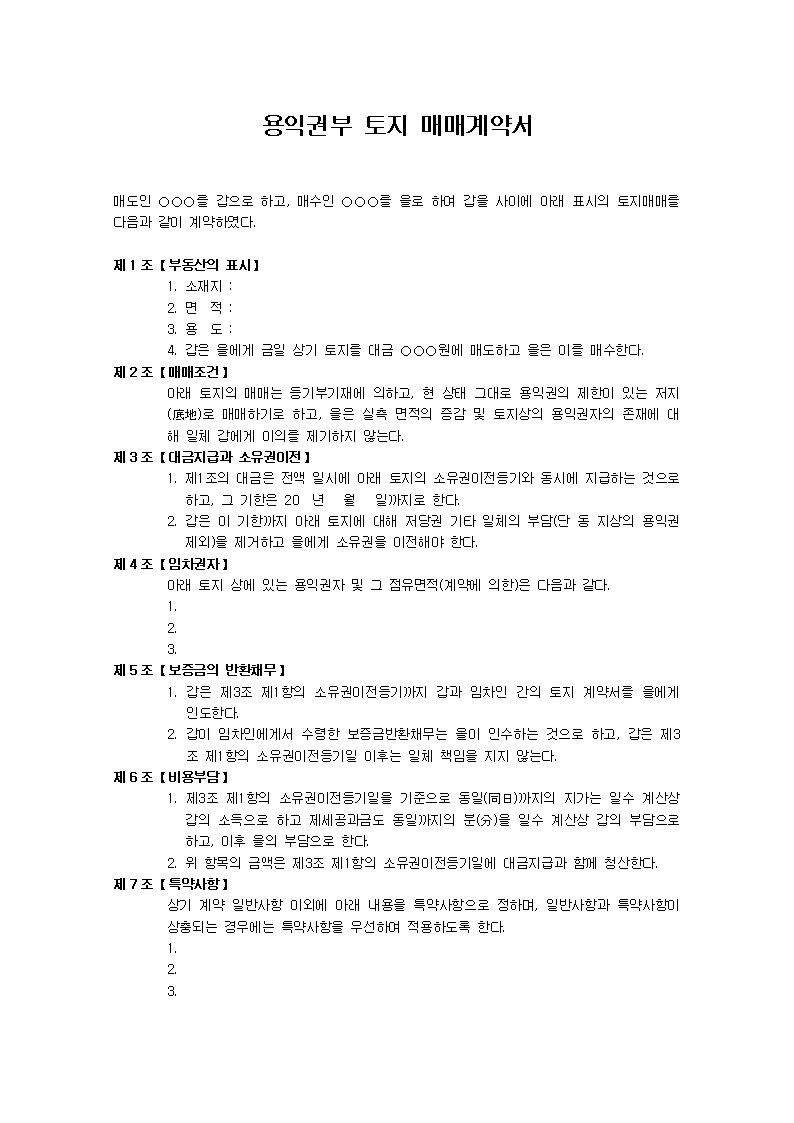 용익권부 토지 매매계약서
매도인 ○○○를 갑으로 하고, 매수인 ○○○를 을로 하여 갑을 사이에 아래 표시의 토지매매를
다음과 같이 계약하였다.
제 1 조 【 부동산의 표시 】
1. 소재지 :
2. 면 적 :
3. 용 도 :
4. 갑은 을에게 금일 상기 토지를 대금 ○○○원에 매도하고 을은 이를 매수한다.
제 2 조 【 매매조건 】
아래 토지의 매매는 등기부기재에 의하고, 현 상태 그대로 용익권의 제한이 있는 저지
(底地)로 매매하기로 하고, 을은 실측 면적의 증감 및 토지상의 용익권자의 존재에 대
해 일체 갑에게 이의를 제기하지 않는다.
제 3 조 【 대금지급과 소유권이전 】
1. 제1조의 대금은 전액 일시에 아래 토지의 소유권이전등기와 동시에 지급하는 것으로
하고, 그 기한은 20 년 월 일까지로 한다.
2. 갑은 이 기한까지 아래 토지에 대해 저당권 기타 일체의 부담(단 동 지상의 용익권
제외)을 제거하고 을에게 소유권을 이전해야 한다.
제 4 조 【 임차권자 】
아래 토지 상에 있는 용익권자 및 그 점유면적(계약에 의한)은 다음과 같다.
1.
2.
3.
제 5 조 【 보증금의 반환채무 】
1. 갑은 제3조 제1항의 소유권이전등기까지 갑과 임차인 간의 토지 계약서를 을에게
인도한다.
2. 갑이 임차인에게서 수령한 보증금반환채무는 을이 인수하는 것으로 하고, 갑은 제3
조 제1항의 소유권이전등기일 이후는 일체 책임을 지지 않는다.
제 6 조 【 비용부담 】
1. 제3조 제1항의 소유권이전등기일을 기준으로 동일(同日)까지의 지가는 일수 계산상
갑의 소득으로 하고 제세공과금도 동일까지의 분(分)을 일수 계산상 갑의 부담으로
하고, 이후 을의 부담으로 한다.
2. 위 항목의 금액은 제3조 제1항의 소유권이전등기일에 대금지급과 함께 청산한다.
제 7 조 【 특약사항 】
상기 계약 일반사항 이외에 아래 내용을 특약사항으로 정하며, 일반사항과 특약사항이
상충되는 경우에는 특약사항을 우선하여 적용하도록 한다.
1.
2.
3.